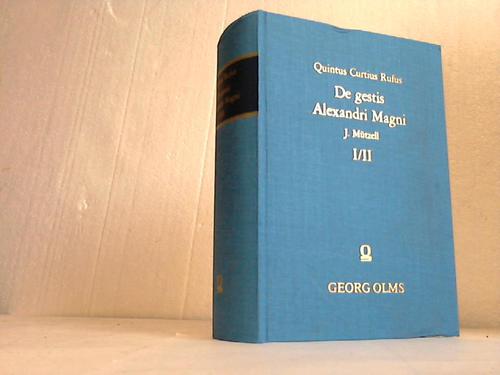 Quintus Curtius Rufus
De gestis
Alexandri Magni
J. Mützell
I/II
GEORG OLMS